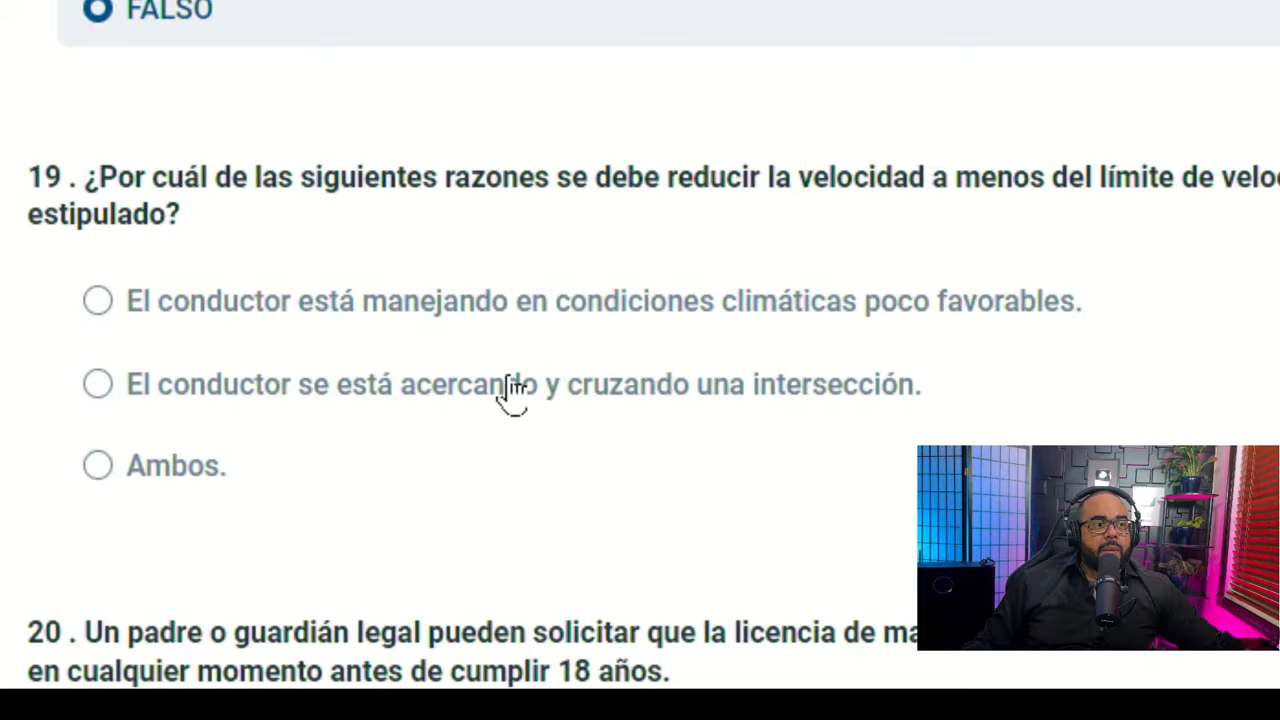 FALSO
19 . ¿Por cuál de las siguientes razones se debe reducir la velocidad a menos del límite de
estipulado?
El conductor está manejando en condiciones climáticas poco favorables.
El conductor se está acercando y cruzando una intersección.
Ambos.
20 . Un padre o guardián legal pueden solicitar que la licencia de
en cualquier momento antes de cumplir 18 años.